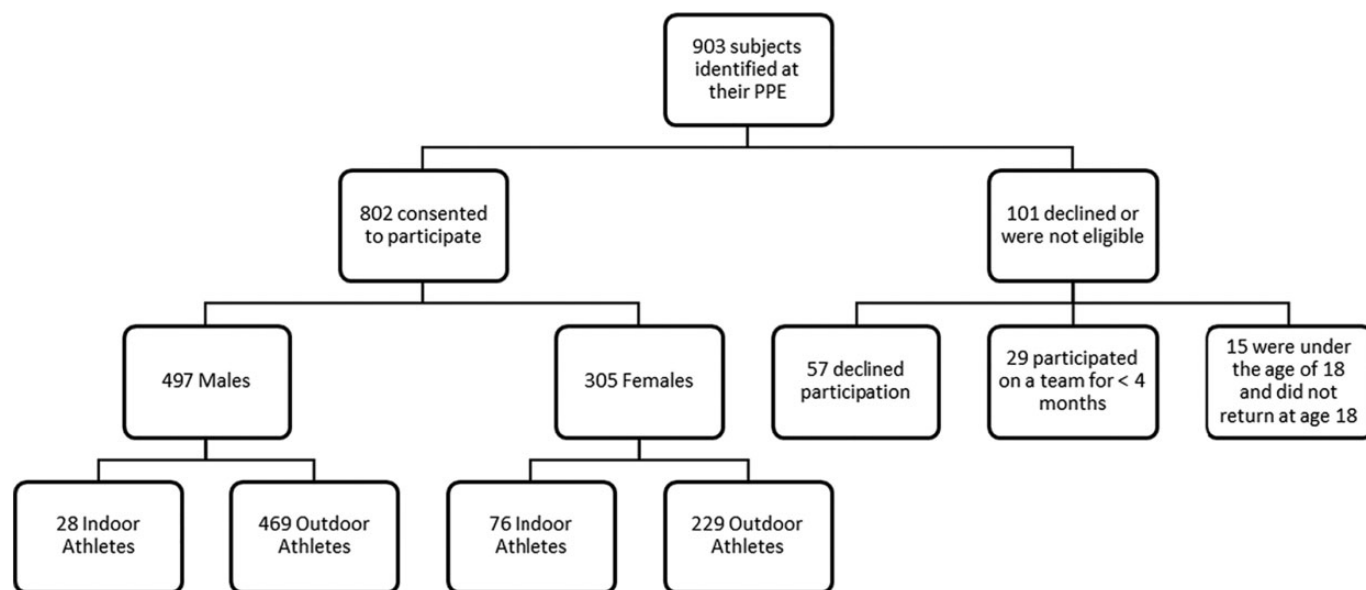 903 subjects
identified at
their PPE
802 consented
to participate
101 declined or
were not eligible
497 Males
305 Females
57 declined
participation
29 participated
on a team for < 4
months
15 were under
the age of 18
and did not
return at age 18
28 Indoor
Athletes
469 Outdoor
Athletes
76 Indoor
Athletes
229 Outdoor
Athletes